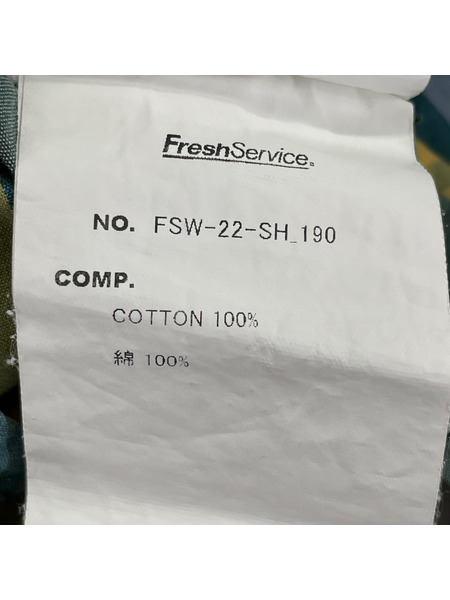 FreshService®
NO. FSW-22-SH_190
COMP.
COTTON 100%
綿 100%